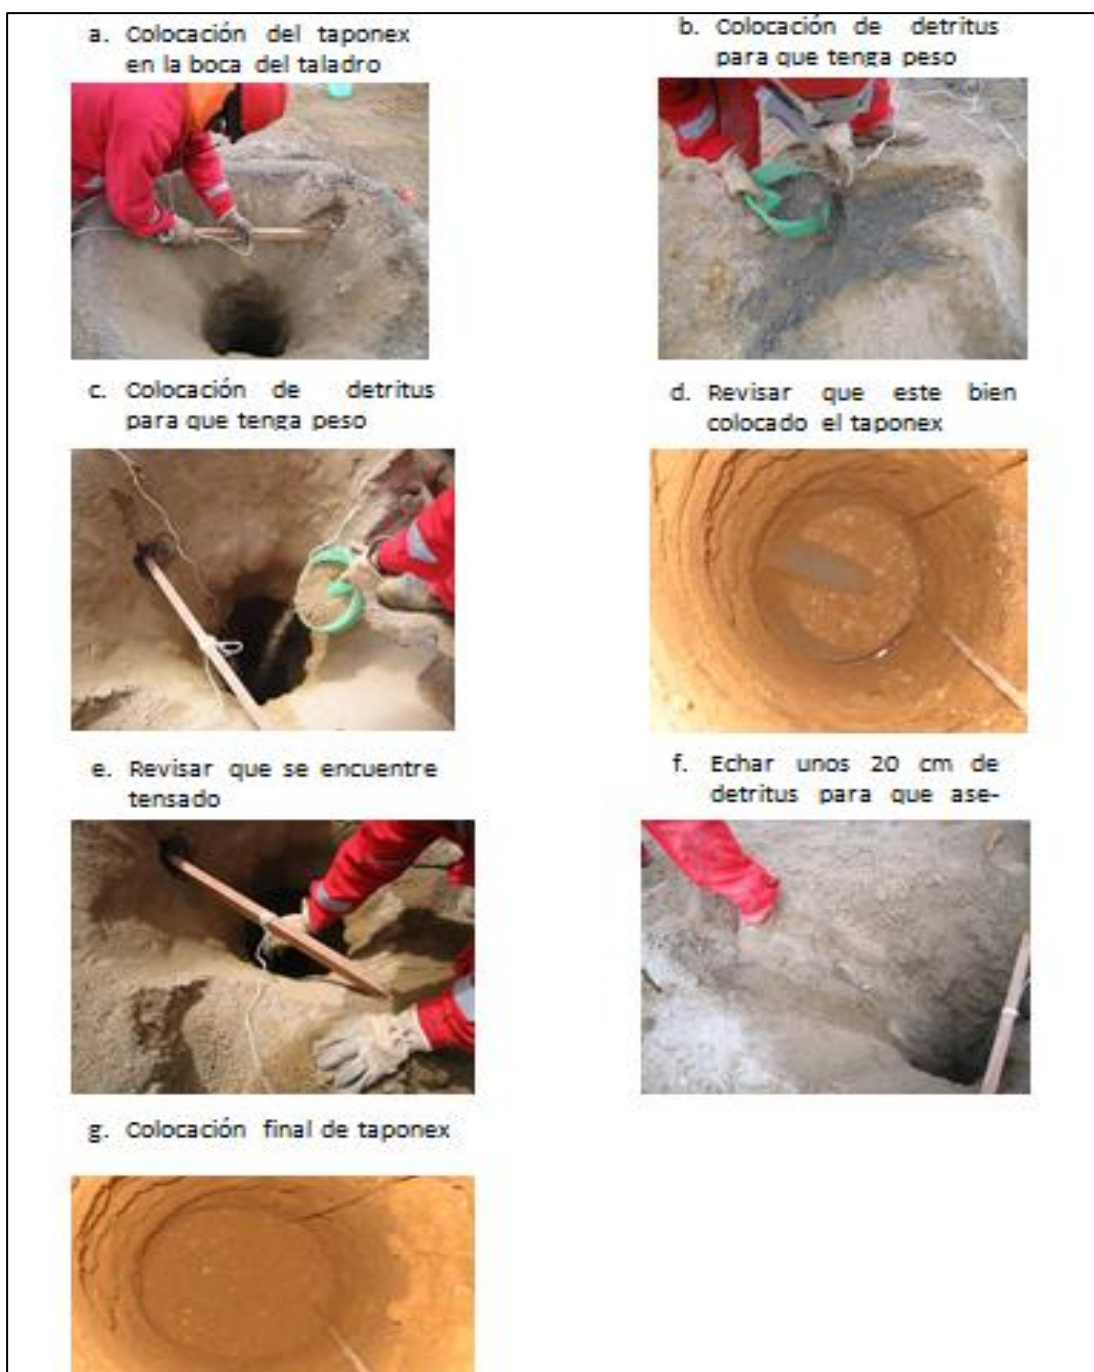 a. Colocación del taponex
en la boca del taladro
b. Colocación de detritus
para que tenga peso
c. Colocación de detritus
para que tenga peso
d. Revisar que este bien
colocado el taponex
e. Revisar que se encuentre
tensado
f. Echar unos 20 cm de
detritus para que ase-
g. Colocación final de taponex